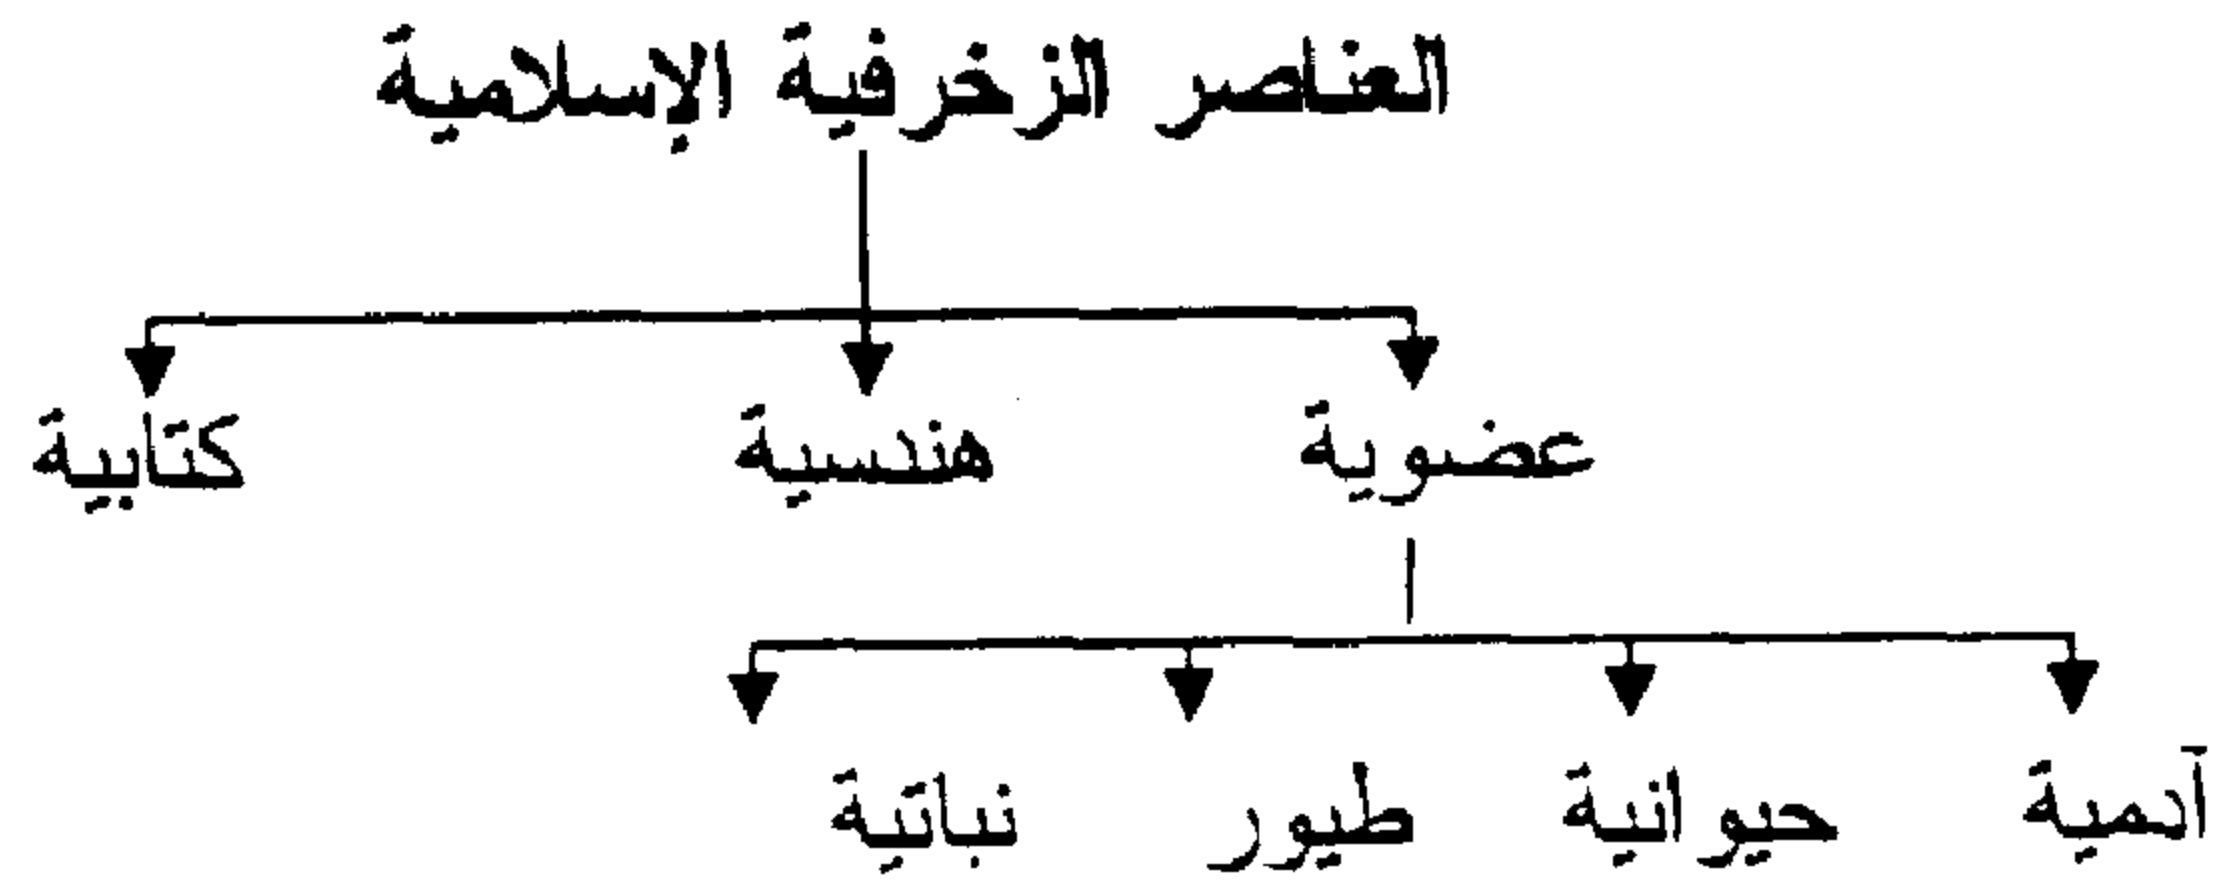 العناصر الزخرفية الإسلامية
عضوية هندسية كتابية
آدمية حيوانية طيور نباتية